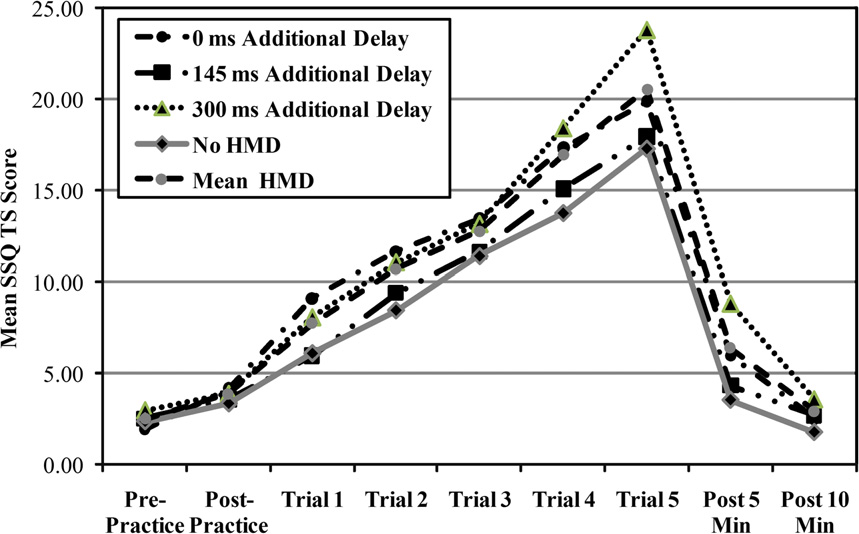 25.00
20.00
15.00
10.00
5.00
0.00
Mean SSQ TS Score
0 ms Additional Delay
145 ms Additional Delay
300 ms Additional Delay
No HMD
Mean HMD
Pre-
Practice
Post-
Practice
Trial 1
Trial 2
Trial 3
Trial 4
Trial 5
Post 5
Min
Post 10
Min